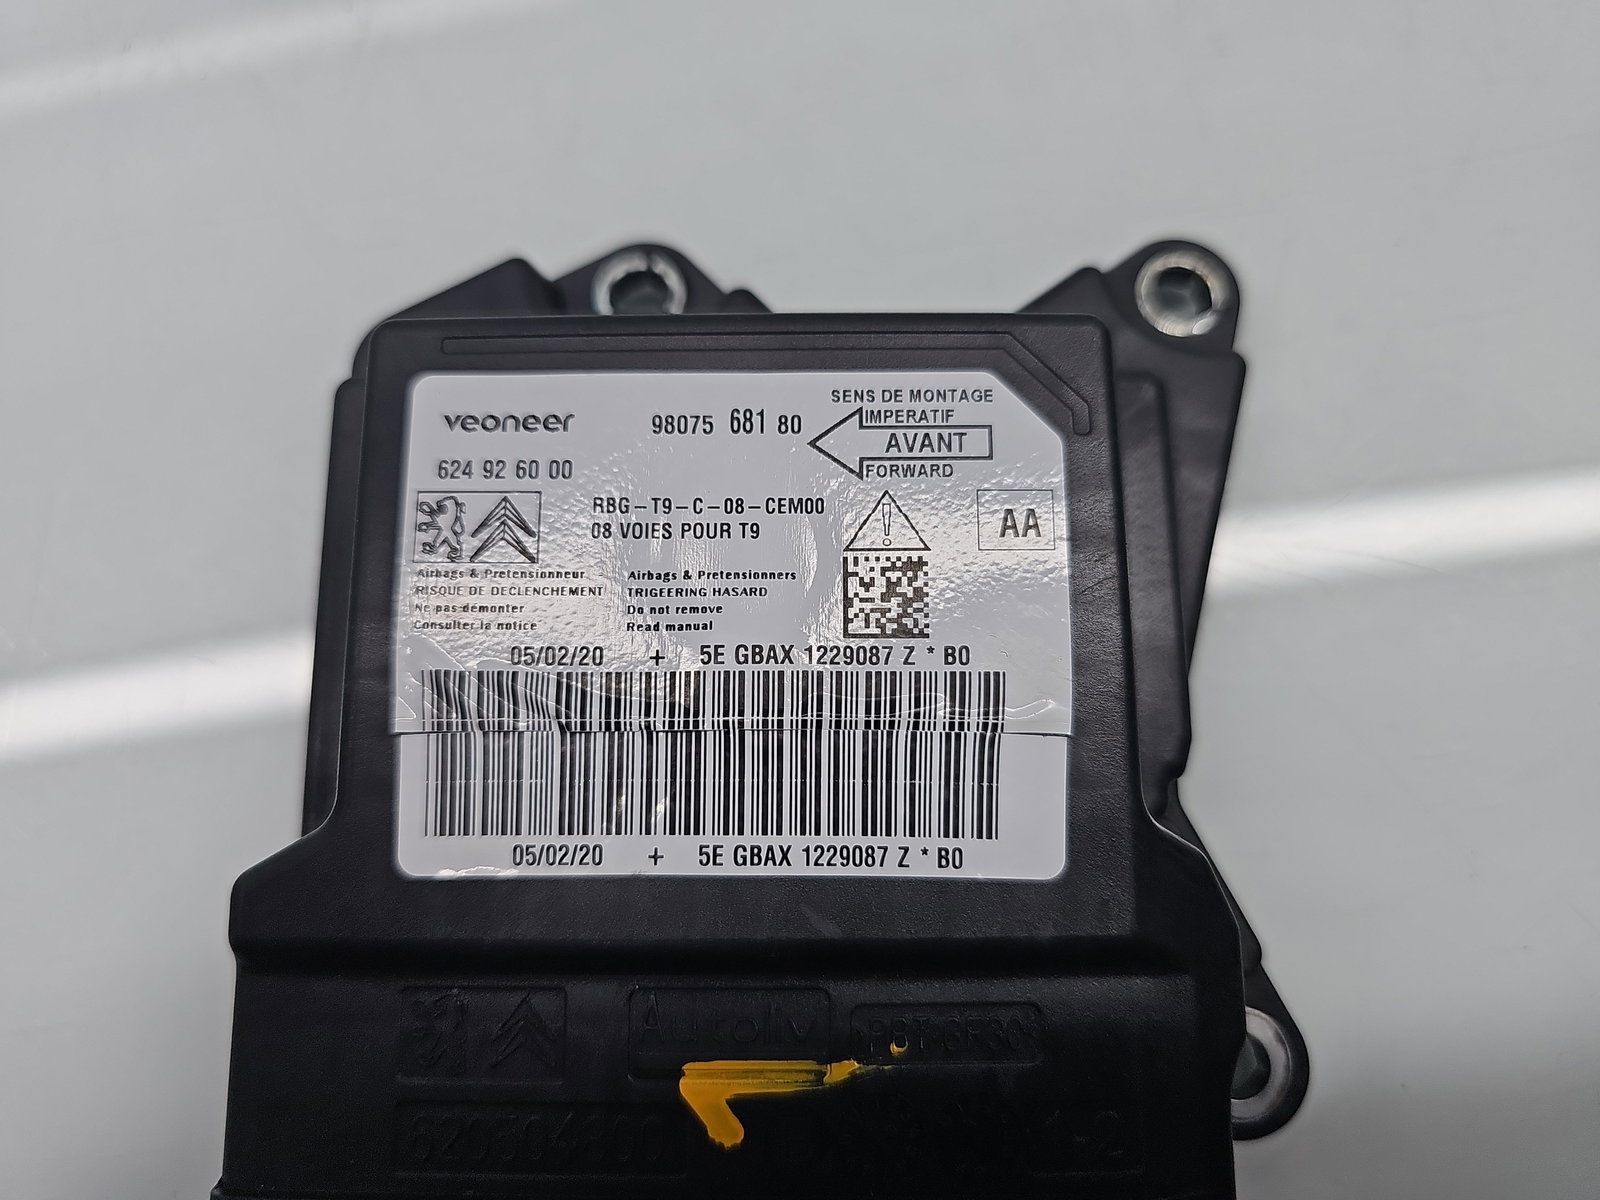 veoneer
98075 681 80
SENS DE MONTAGE
IMPERATIF
AVANT
FORWARD
624 92 60 00
RBG-T9-C-08-CEM00
08 VOIES POUR T9
AA
Airbags & Pretensionneur
RISQUE DE DECLENCHEMENT
Ne pas démonter
Consulter la notice
Airbags & Pretensionners
TRIGEERING HASARD
Do not remove
Read manual
05/02/20 + 5E GBAX 1229087 Z * B0
05/02/20 + 5E GBAX 1229087 Z * B0
Autoliv
PBT GF30